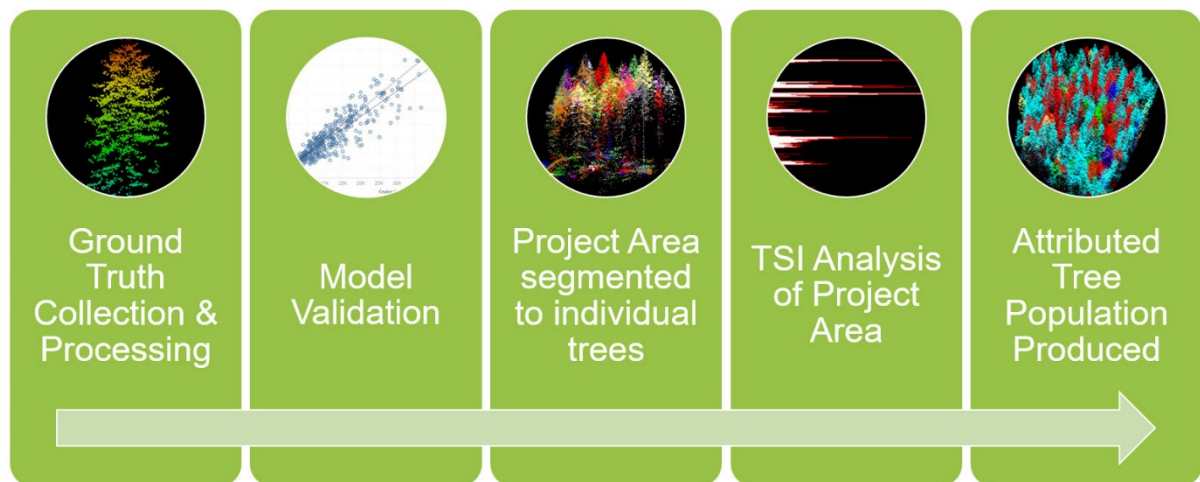 Ground
Truth
Collection &
Processing
Model
Validation
Project Area
segmented
to individual
trees
TSI Analysis
of Project
Area
Attributed
Tree
Population
Produced